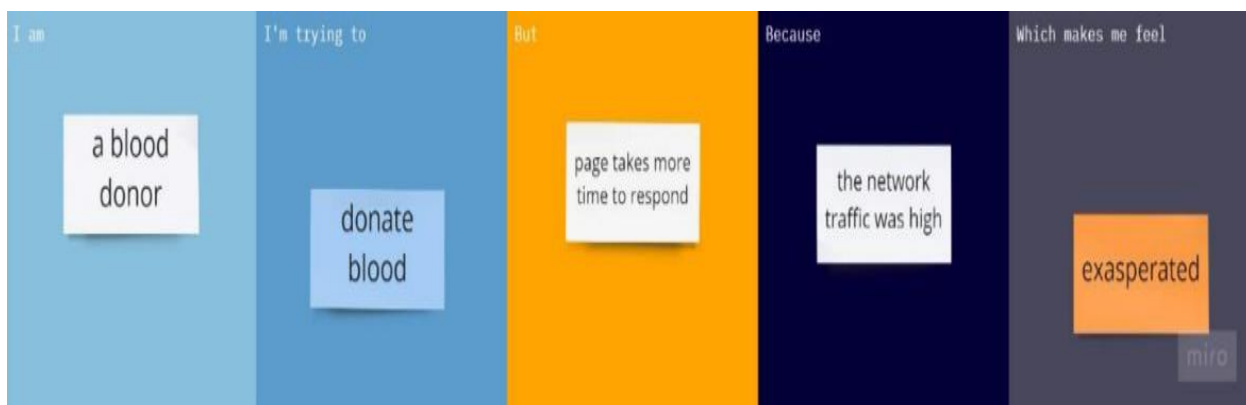 I am
a blood
donor
I'm trying to
donate
blood
But
page takes more
time to respond
Because
the network
traffic was high
Which makes me feel
exasperated
miro